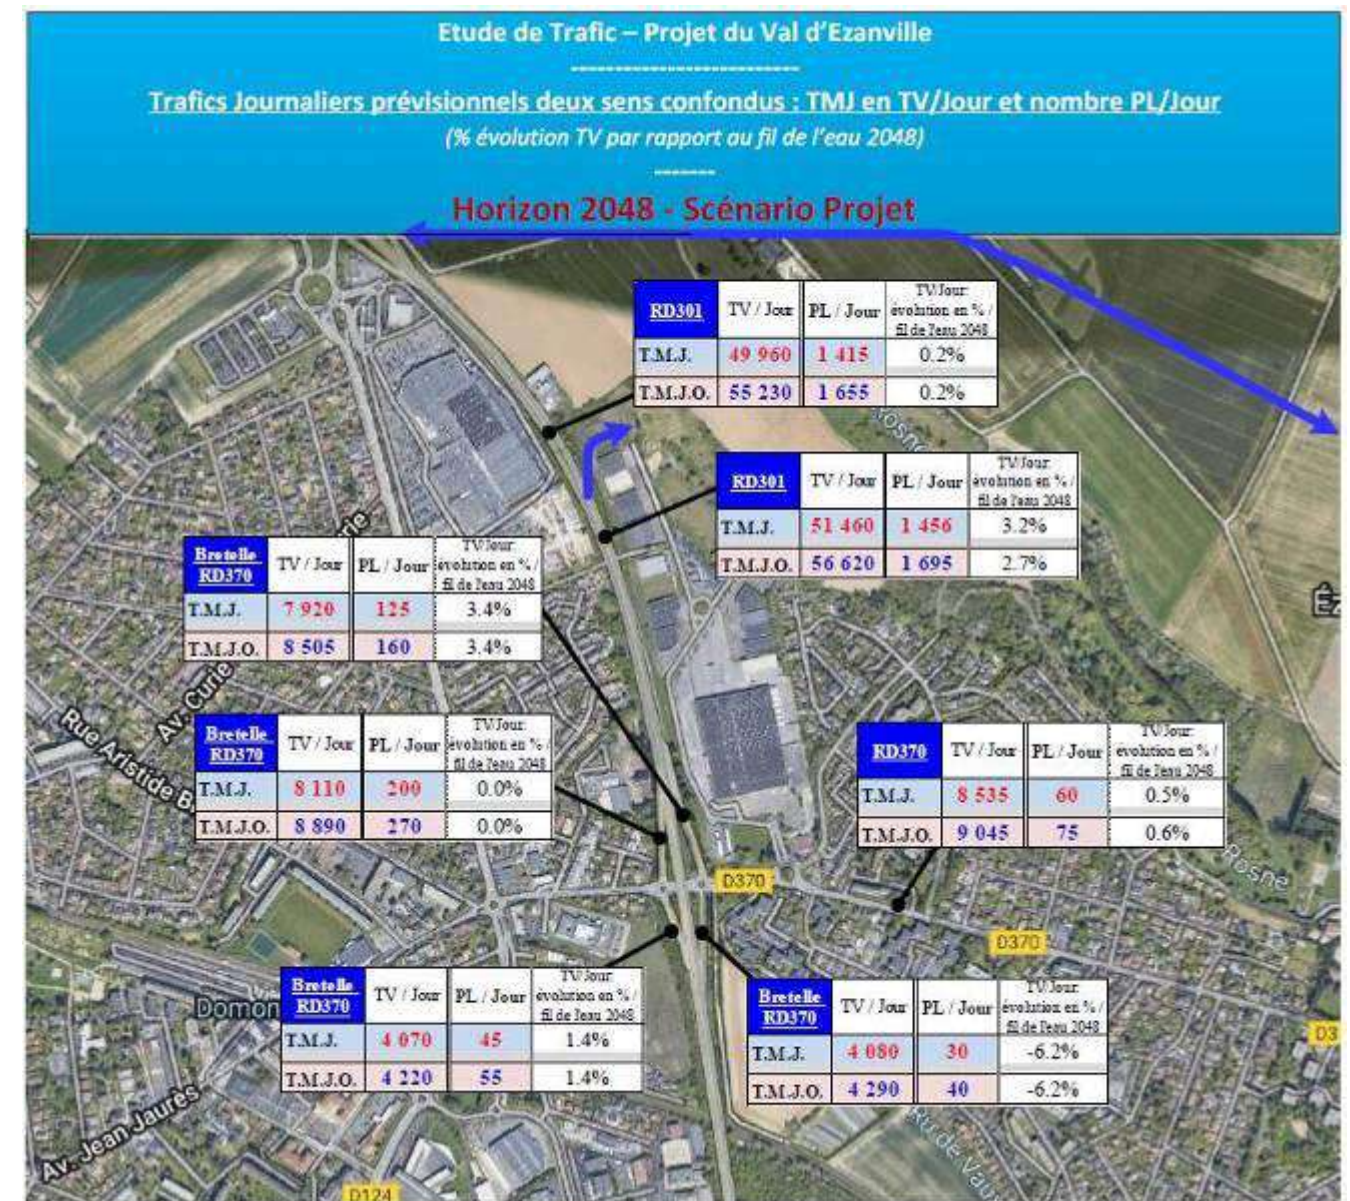 Etude de Trafic – Projet du Val d'Ezanville
--------------------------
Trafics Journaliers prévisionnels deux sens confondus : TMJ en TV/Jour et nombre PL/Jour
(% évolution TV par rapport au fil de l'eau 2048)
-------
Horizon 2048 - Scénario Projet
RD301 TV / Jour PL / Jour TV/Jour: évolution en % / fil de l'eau 2048
T.M.J. 49 960 1 415 0.2%
T.M.J.O. 55 230 1 655 0.2%
RD301 TV / Jour PL / Jour TV/Jour: évolution en % / fil de l'eau 2048
T.M.J. 51 460 1 456 3.2%
T.M.J.O. 56 620 1 695 2.7%
Bretelle RD370 TV / Jour PL / Jour TV/Jour: évolution en % / fil de l'eau 2048
T.M.J. 7 920 125 3.4%
T.M.J.O. 8 505 160 3.4%
Av. Curie
Rue Aristide B
Bretelle RD370 TV / Jour PL / Jour TV/Jour: évolution en % / fil de l'eau 2048
T.M.J. 8 110 200 0.0%
T.M.J.O. 8 890 270 0.0%
RD370 TV / Jour PL / Jour TV/Jour: évolution en % / fil de l'eau 2048
T.M.J. 8 535 60 0.5%
T.M.J.O. 9 045 75 0.6%
Rosne
D370
D370
D3
Domon
Bretelle RD370 TV / Jour PL / Jour TV/Jour: évolution en % / fil de l'eau 2048
T.M.J. 4 070 45 1.4%
T.M.J.O. 4 220 55 1.4%
Bretelle RD370 TV / Jour PL / Jour TV/Jour: évolution en % / fil de l'eau 2048
T.M.J. 4 080 30 -6.2%
T.M.J.O. 4 290 40 -6.2%
Av. Jean Jaurès
Ru de Vau
D124